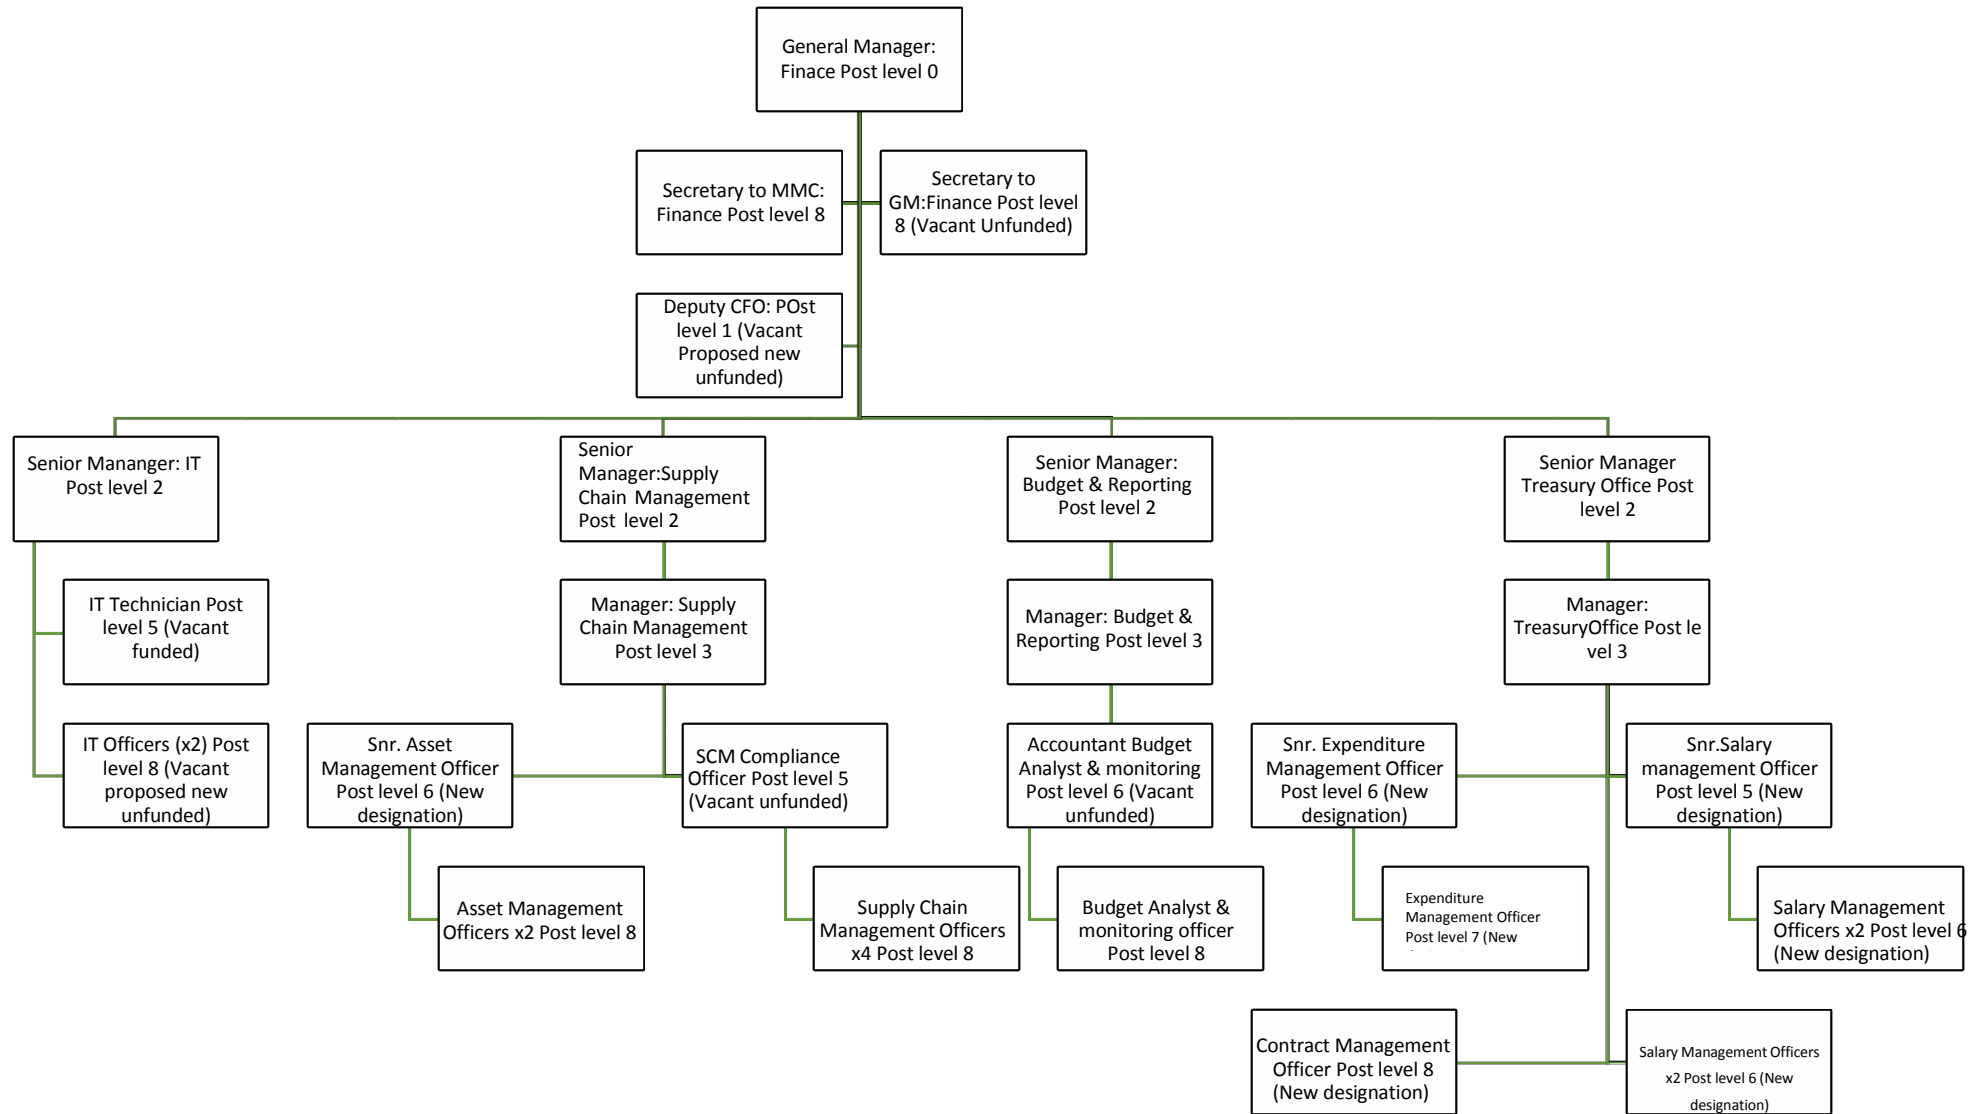 General Manager:
Finace Post level 0
Secretary to MMC:
Finance Post level 8
Secretary to
GM:Finance Post level
8 (Vacant Unfunded)
Deputy CFO: POst
level 1 (Vacant
Proposed new
unfunded)
Senior Mananger: IT
Post level 2
Senior
Manager:Supply
Chain Management
Post level 2
Senior Manager:
Budget & Reporting
Post level 2
Senior Manager
Treasury Office Post
level 2
IT Technician Post
level 5 (Vacant
funded)
Manager: Supply
Chain Management
Post level 3
Manager: Budget &
Reporting Post level 3
Manager:
TreasuryOffice Post le
vel 3
IT Officers (x2) Post
level 8 (Vacant
proposed new
unfunded)
Snr. Asset
Management Officer
Post level 6 (New
designation)
SCM Compliance
Officer Post level 5
(Vacant unfunded)
Accountant Budget
Analyst & monitoring
Post level 6 (Vacant
unfunded)
Snr. Expenditure
Management Officer
Post level 6 (New
designation)
Snr.Salary
management Officer
Post level 5 (New
designation)
Asset Management
Officers x2 Post level 8
Supply Chain
Management Officers
x4 Post level 8
Budget Analyst &
monitoring officer
Post level 8
Expenditure
Management Officer
Post level 7 (New
Salary Management
Officers x2 Post level 6
(New designation)
Contract Management
Officer Post level 8
(New designation)
Salary Management Officers
x2 Post level 6 (New
designation)